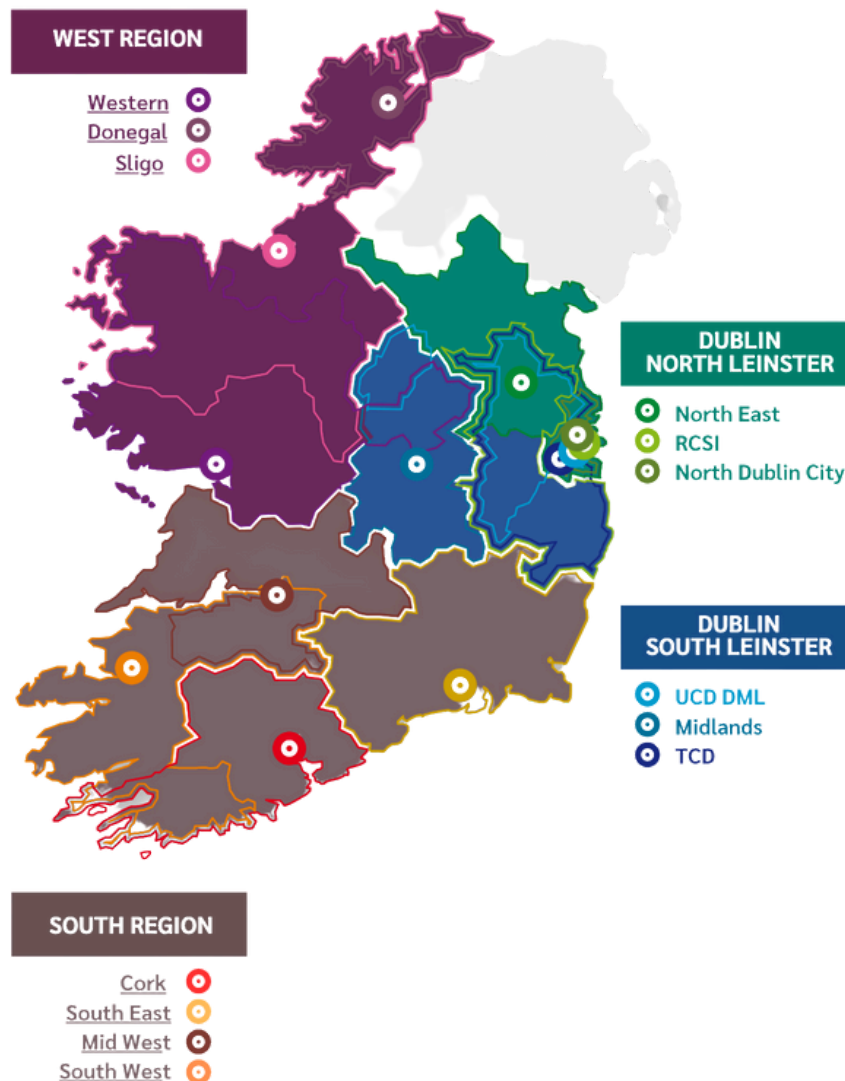 WEST REGION
Western
Donegal
Sligo
DUBLIN
NORTH LEINSTER
North East
RCSI
North Dublin City
DUBLIN
SOUTH LEINSTER
UCD DML
Midlands
TCD
SOUTH REGION
Cork
South East
Mid West
South West